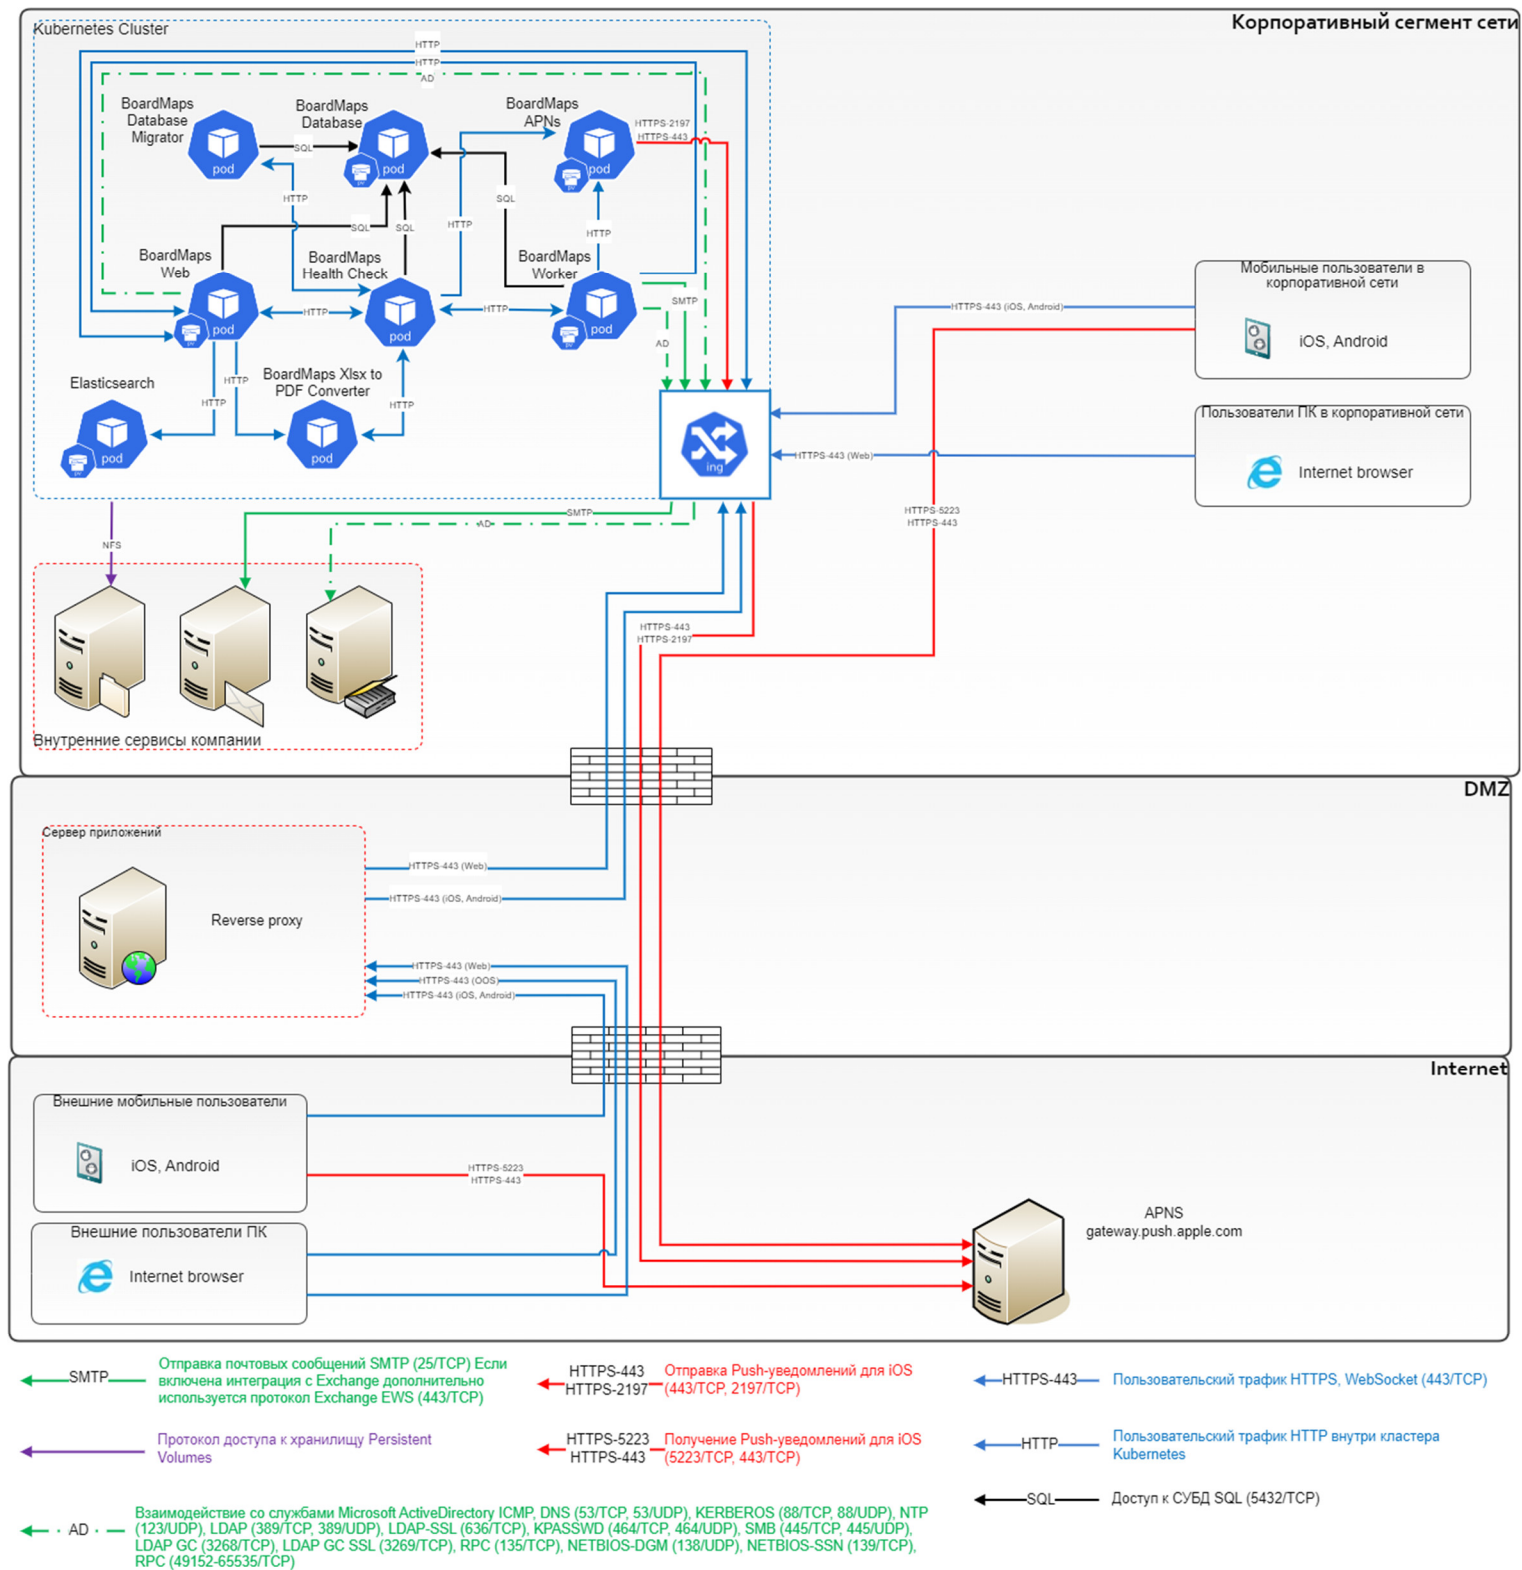 Корпоративный сегмент сети
Kubernetes Cluster
HTTP
HTTP
AD
BoardMaps
Database
Migrator
BoardMaps
Database
BoardMaps
APNs
HTTPS-2197
HTTPS-443
SQL
pod
pod
pod
HTTP
SQL
SQL
SQL
HTTP
HTTP
BoardMaps
Web
BoardMaps
Health Check
BoardMaps
Worker
SMTP
HTTP
HTTP
pod
pod
pod
AD
HTTPS-443 (iOS, Android)
Мобильные пользователи в
корпоративной сети
iOS, Android
Elasticsearch
HTTP
HTTP
BoardMaps Xlsx to
PDF Converter
HTTP
pod
pod
ing
Пользователи ПК в корпоративной сети
HTTPS-443 (Web)
Internet browser
SMTP
AD
HTTPS-5223
HTTPS-443
NFS
HTTPS-443
HTTPS-2197
Внутренние сервисы компании
DMZ
Сервер приложений
HTTPS-443 (Web)
HTTPS-443 (iOS, Android)
Reverse proxy
HTTPS-443 (Web)
HTTPS-443 (OOS)
HTTPS-443 (iOS, Android)
Internet
Внешние мобильные пользователи
iOS, Android
HTTPS-5223
HTTPS-443
Внешние пользователи ПК
Internet browser
APNS
gateway.push.apple.com
SMTP
Отправка почтовых сообщений SMTP (25/TCP) Если
включена интеграция с Exchange дополнительно
используется протокол Exchange EWS (443/TCP)
HTTPS-443
HTTPS-2197
Отправка Push-уведомлений для iOS
(443/TCP, 2197/TCP)
HTTPS-443
Пользовательский трафик HTTPS, WebSocket (443/TCP)
Протокол доступа к хранилищу Persistent
Volumes
HTTPS-5223
HTTPS-443
Получение Push-уведомлений для iOS
(5223/TCP, 443/TCP)
HTTP
Пользовательский трафик HTTP внутри кластера
Kubernetes
SQL
Доступ к СУБД SQL (5432/TCP)
AD
Взаимодействие со службами Microsoft ActiveDirectory ICMP, DNS (53/TCP, 53/UDP), KERBEROS (88/TCP, 88/UDP), NTP
(123/UDP), LDAP (389/TCP, 389/UDP), LDAP-SSL (636/TCP), KPASSWD (464/TCP, 464/UDP), SMB (445/TCP, 445/UDP),
LDAP GC (3268/TCP), LDAP GC SSL (3269/TCP), RPC (135/TCP), NETBIOS-DGM (138/UDP), NETBIOS-SSN (139/TCP),
RPC (49152-65535/TCP)